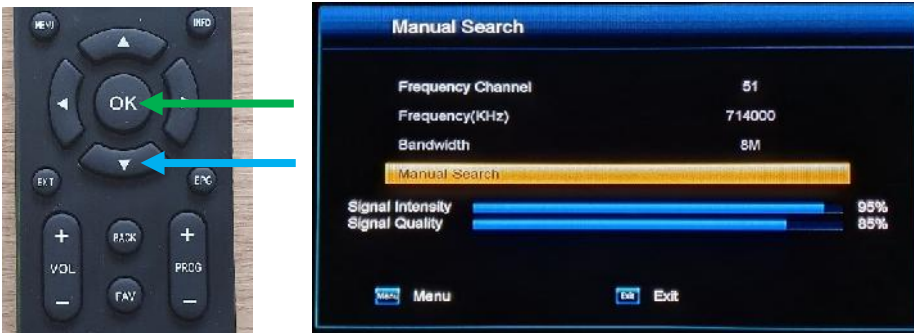 MENU
INFO
OK
EXIT
EPG
+
BACK
+
VOL
PROG
−
FAV
−
Manual Search
Frequency Channel 51
Frequency(KHz) 714000
Bandwidth 8M
Manual Search
Signal Intensity 95%
Signal Quality 85%
Menu Menu
Exit Exit